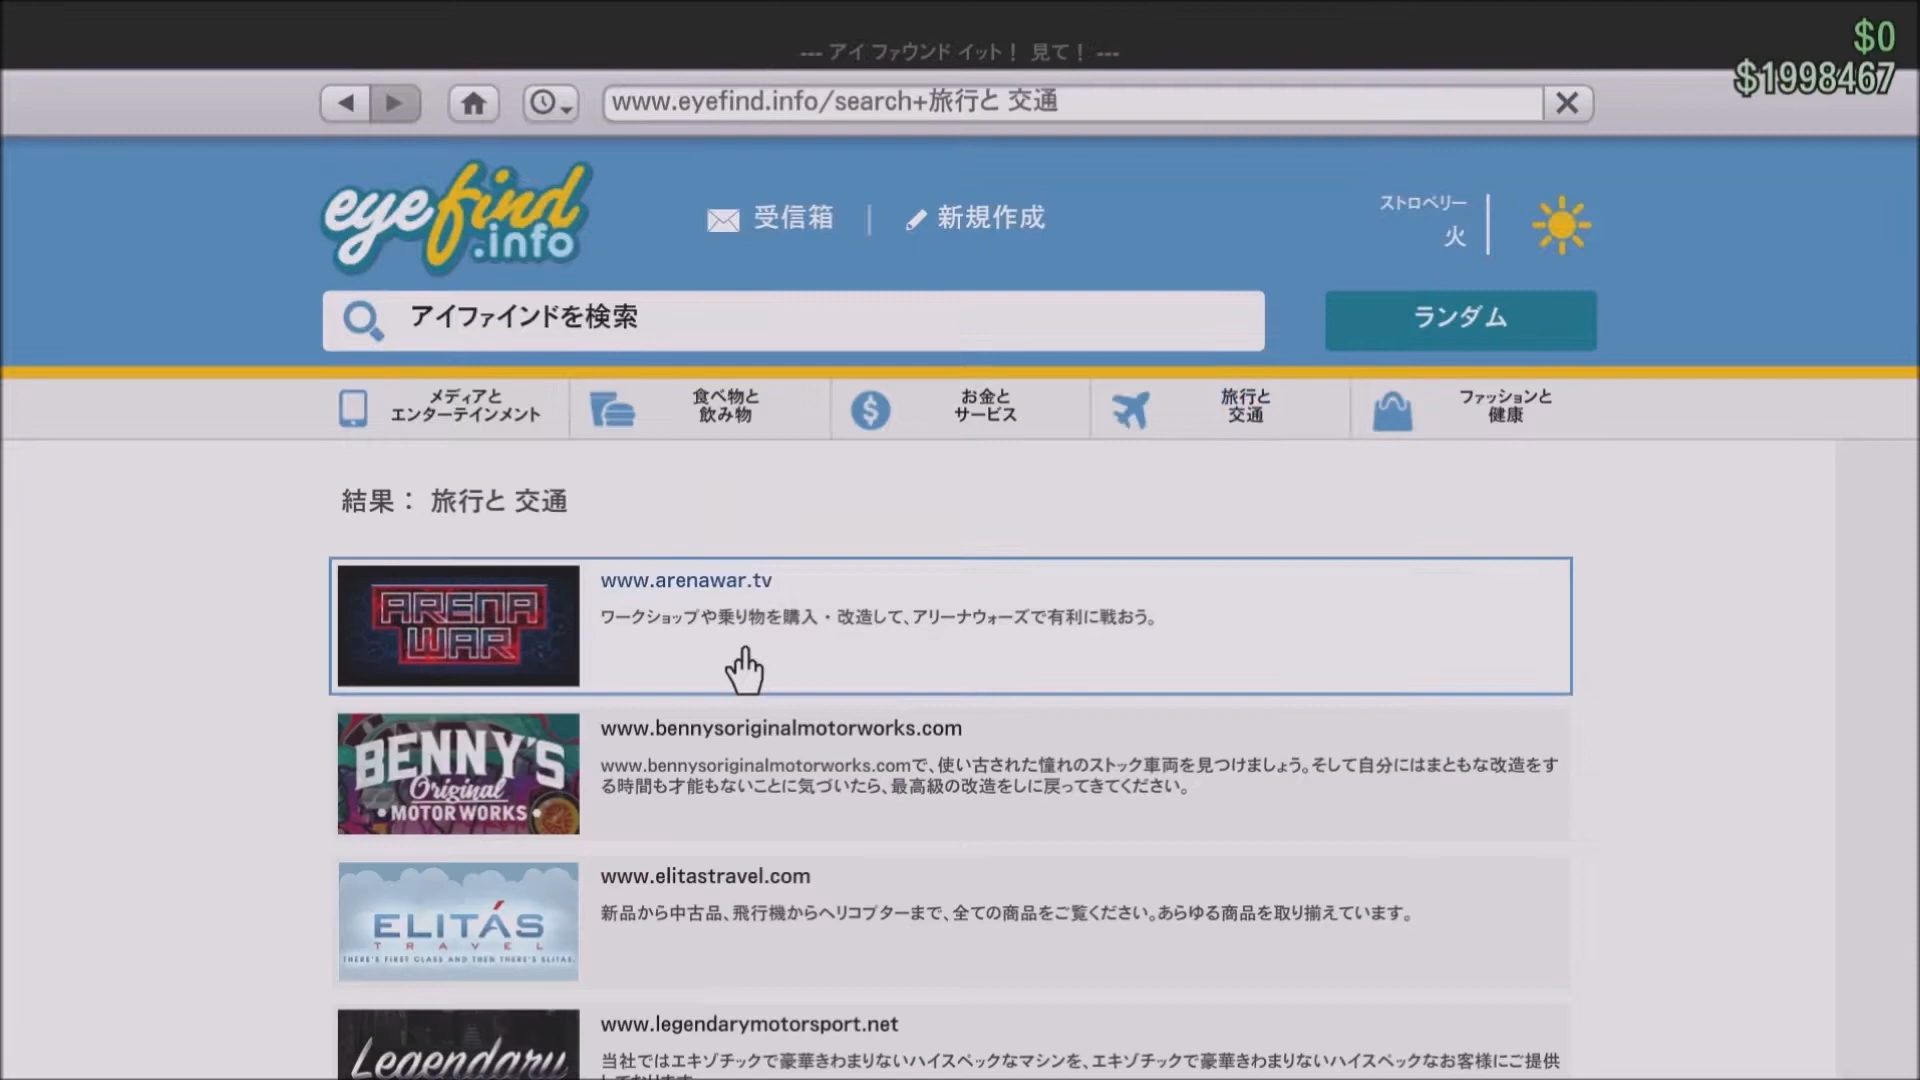 --- アイ ファウンド イット！ 見て！ ---
$0
$1998467
www.eyefind.info/search+旅行と 交通
eyefind
.info
受信箱
新規作成
ストロベリー
火
アイファインドを検索
ランダム
メディアと
エンターテインメント
食べ物と
飲み物
お金と
サービス
旅行と
交通
ファッションと
健康
結果： 旅行と 交通
ARENA
WAR
www.arenawar.tv
ワークショップや乗り物を購入・改造して、アリーナウォーズで有利に戦おう。
BENNY'S
Original
• MOTOR WORKS •
www.bennysoriginalmotorworks.com
www.bennysoriginalmotorworks.comで、使い古された憧れのストック車両を見つけましょう。そして自分にはまともな改造をす
る時間も才能もないことに気づいたら、最高級の改造をしに戻ってきてください。
ELITÁS
TRAVEL
THERE'S FIRST CLASS AND THEN THERE'S ELITAS.
www.elitastravel.com
新品から中古品、飛行機からヘリコプターまで、全ての商品をご覧ください。あらゆる商品を取り揃えています。
Legendary
www.legendarymotorsport.net
当社ではエキゾチックで豪華きわまりないハイスペックなマシンを、エキゾチックで豪華きわまりないハイスペックなお客様にご提供